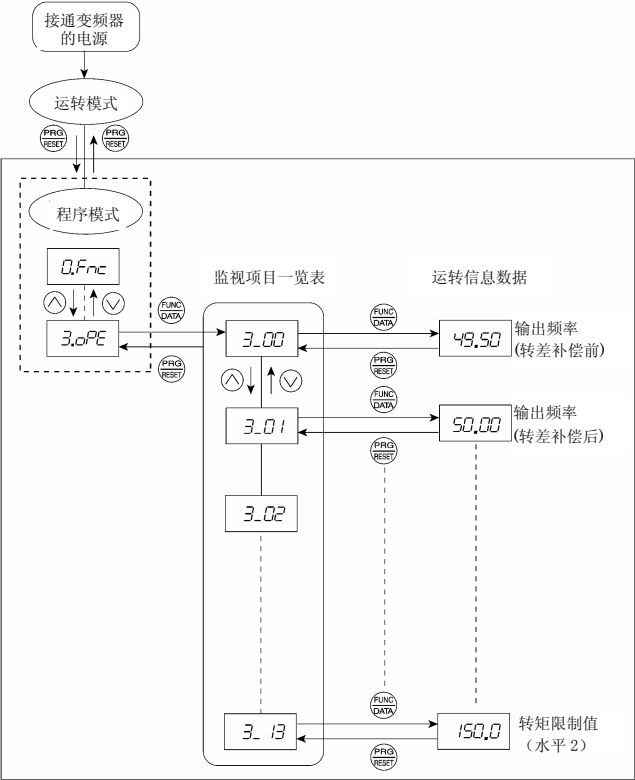 接通变频器
的电源
运转模式
PRG
RESET
PRG
RESET
程序模式
0.Fnc
3.oPE
FUNC
DATA
PRG
RESET
监视项目一览表
运转信息数据
3_00
FUNC
DATA
49.50
输出频率
(转差补偿前)
PRG
RESET
3_01
FUNC
DATA
50.00
输出频率
(转差补偿后)
PRG
RESET
3_02
3_13
FUNC
DATA
150.0
转矩限制值
（水平 2）
PRG
RESET